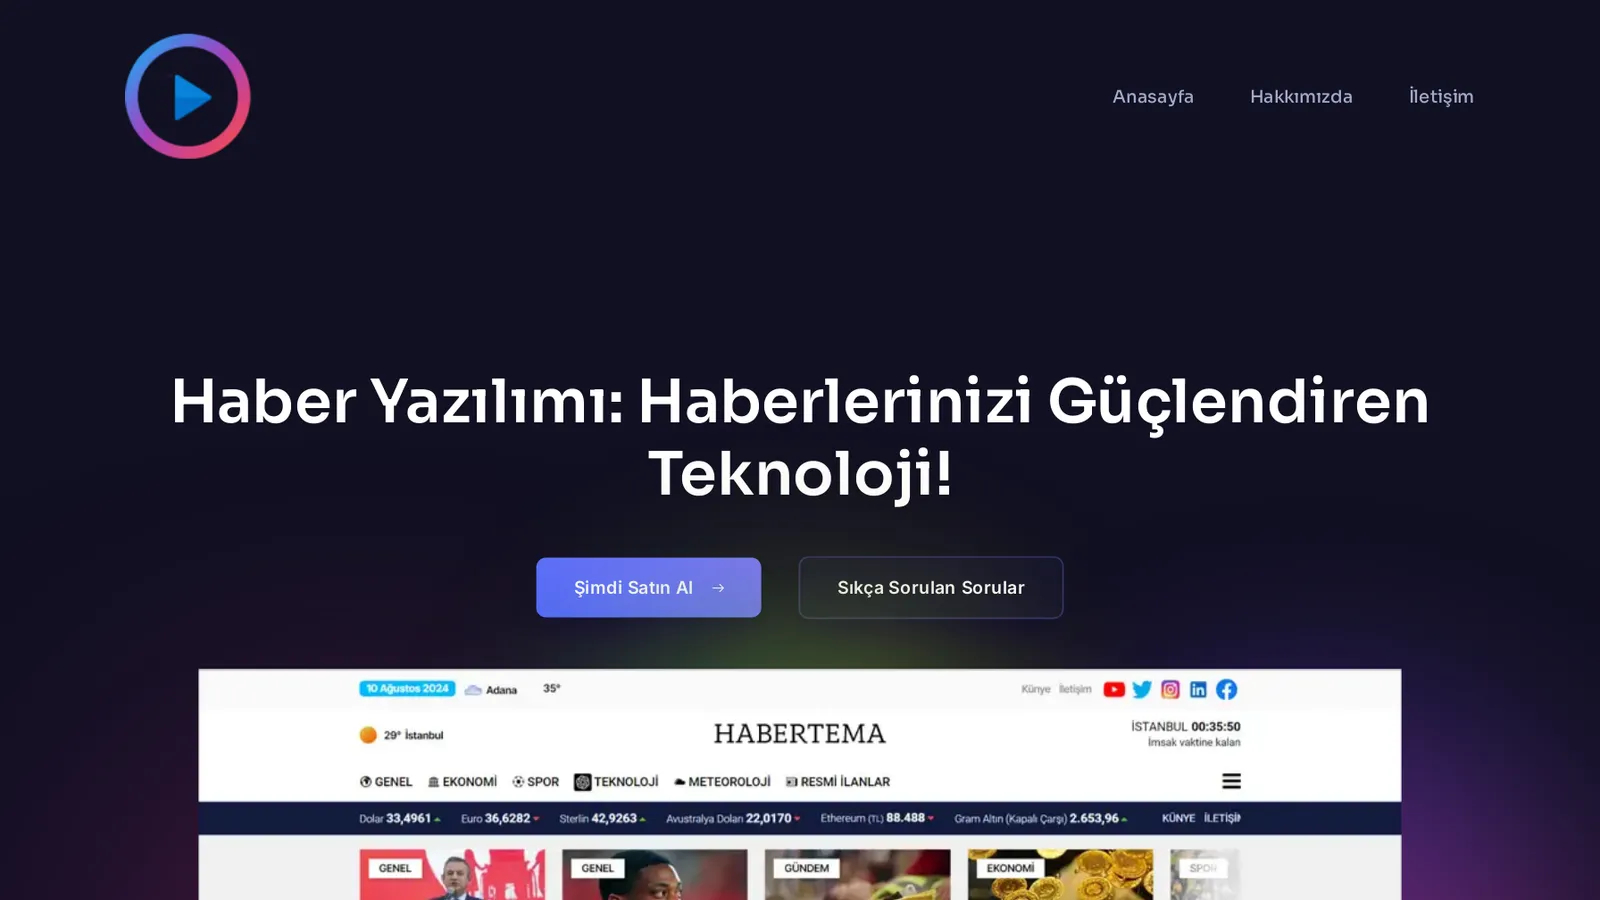 Anasayfa Hakkımızda İletişim
Haber Yazılımı: Haberlerinizi Güçlendiren
Teknoloji!
Şimdi Satın Al →
Sıkça Sorulan Sorular
10 Ağustos 2024 Adana 35°
Künye İletişim
29° İstanbul
HABERTEMA
İSTANBUL 00:35:50
İmsak vaktine kalan
GENEL EKONOMİ SPOR TEKNOLOJİ METEOROLOJİ RESMİ İLANLAR
Dolar 33,4961 Euro 36,6282 Sterlin 42,9263 Avustralya Doları 22,0170 Ethereum (TL) 88.488 Gram Altın (Kapalı Çarşı) 2.653,96 KÜNYE
GENEL GENEL GÜNDEM EKONOMİ SPOR